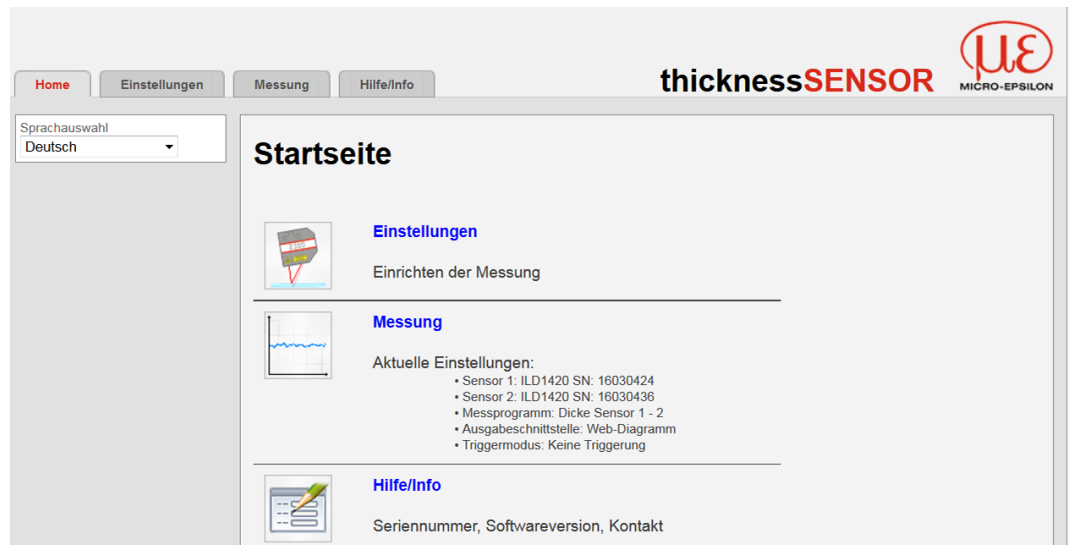 Home
Einstellungen
Messung
Hilfe/Info
thicknessSENSOR
με
MICRO-EPSILON
Sprachauswahl
Deutsch
Startseite
Einstellungen
Einrichten der Messung
Messung
Aktuelle Einstellungen:
• Sensor 1: ILD1420 SN: 16030424
• Sensor 2: ILD1420 SN: 16030436
• Messprogramm: Dicke Sensor 1 - 2
• Ausgabeschnittstelle: Web-Diagramm
• Triggermodus: Keine Triggerung
Hilfe/Info
Seriennummer, Softwareversion, Kontakt